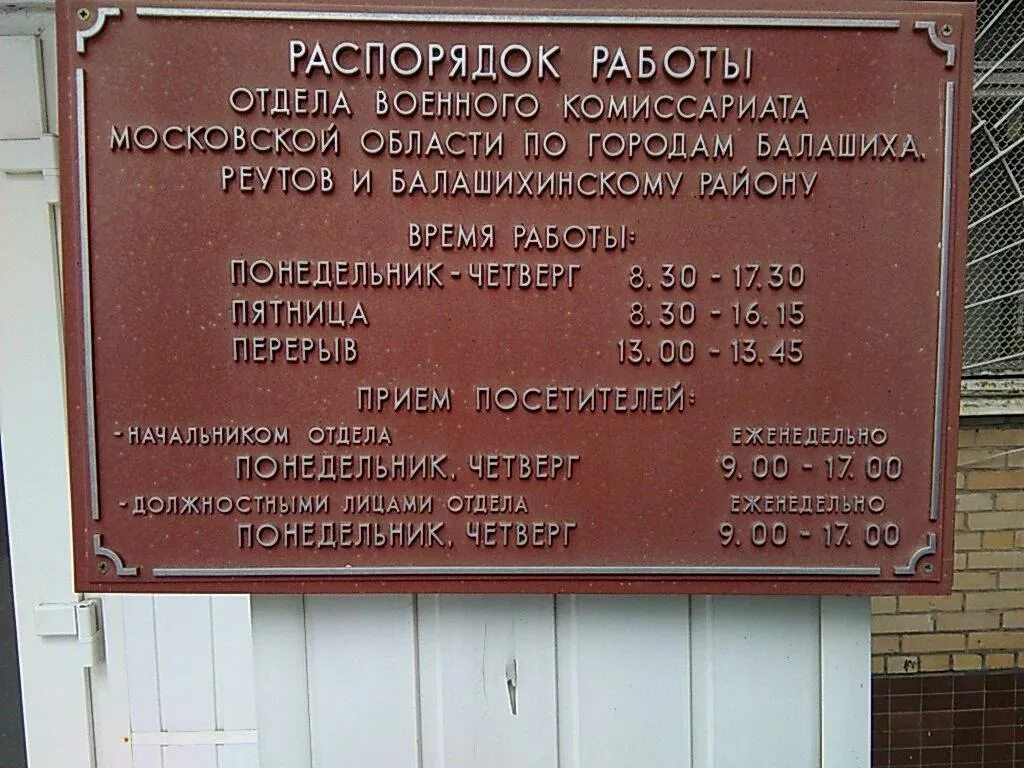 РАСПОРЯДОК РАБОТЫ
ОТДЕЛА ВОЕННОГО КОМИССАРИАТА
МОСКОВСКОЙ ОБЛАСТИ ПО ГОРОДАМ БАЛАШИХА,
РЕУТОВ И БАЛАШИХИНСКОМУ РАЙОНУ
ВРЕМЯ РАБОТЫ:
ПОНЕДЕЛЬНИК - ЧЕТВЕРГ 8.30 - 17.30
ПЯТНИЦА 8.30 - 16.15
ПЕРЕРЫВ 13.00 - 13.45
ПРИЕМ ПОСЕТИТЕЛЕЙ:
- НАЧАЛЬНИКОМ ОТДЕЛА ЕЖЕНЕДЕЛЬНО
ПОНЕДЕЛЬНИК, ЧЕТВЕРГ 9.00 - 17.00
- ДОЛЖНОСТНЫМИ ЛИЦАМИ ОТДЕЛА ЕЖЕНЕДЕЛЬНО
ПОНЕДЕЛЬНИК, ЧЕТВЕРГ 9.00 - 17.00